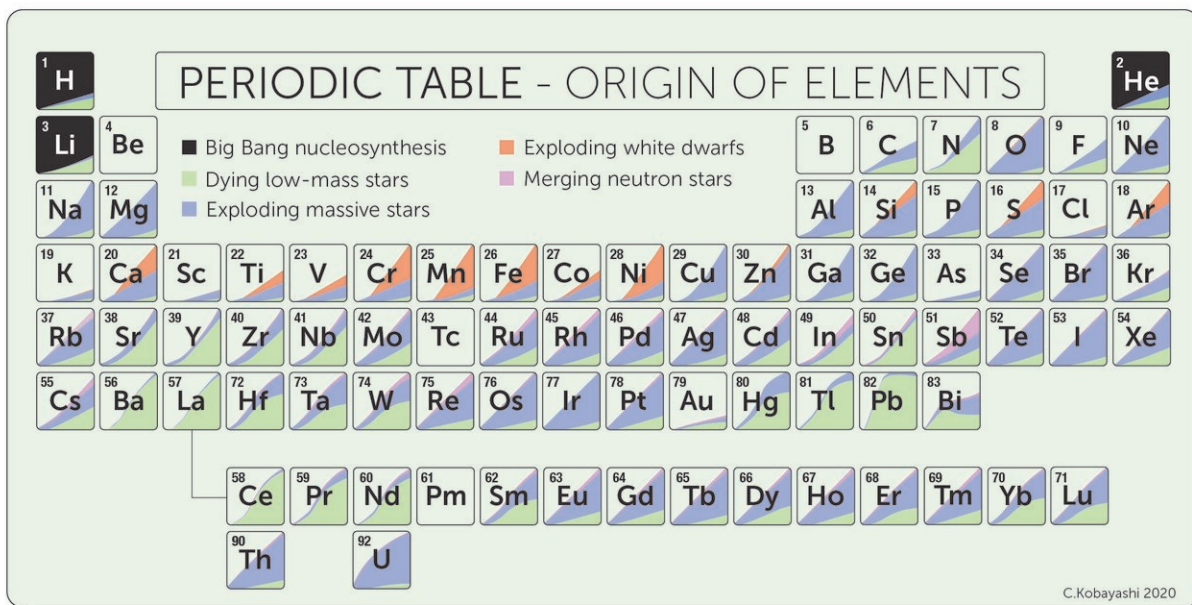 1 H
2 He
PERIODIC TABLE - ORIGIN OF ELEMENTS
3 Li
4 Be
Big Bang nucleosynthesis
Dying low-mass stars
Exploding massive stars
Exploding white dwarfs
Merging neutron stars
5 B
6 C
7 N
8 O
9 F
10 Ne
11 Na
12 Mg
13 Al
14 Si
15 P
16 S
17 Cl
18 Ar
19 K
20 Ca
21 Sc
22 Ti
23 V
24 Cr
25 Mn
26 Fe
27 Co
28 Ni
29 Cu
30 Zn
31 Ga
32 Ge
33 As
34 Se
35 Br
36 Kr
37 Rb
38 Sr
39 Y
40 Zr
41 Nb
42 Mo
43 Tc
44 Ru
45 Rh
46 Pd
47 Ag
48 Cd
49 In
50 Sn
51 Sb
52 Te
53 I
54 Xe
55 Cs
56 Ba
57 La
72 Hf
73 Ta
74 W
75 Re
76 Os
77 Ir
78 Pt
79 Au
80 Hg
81 Tl
82 Pb
83 Bi
58 Ce
59 Pr
60 Nd
61 Pm
62 Sm
63 Eu
64 Gd
65 Tb
66 Dy
67 Ho
68 Er
69 Tm
70 Yb
71 Lu
90 Th
92 U
C.Kobayashi 2020